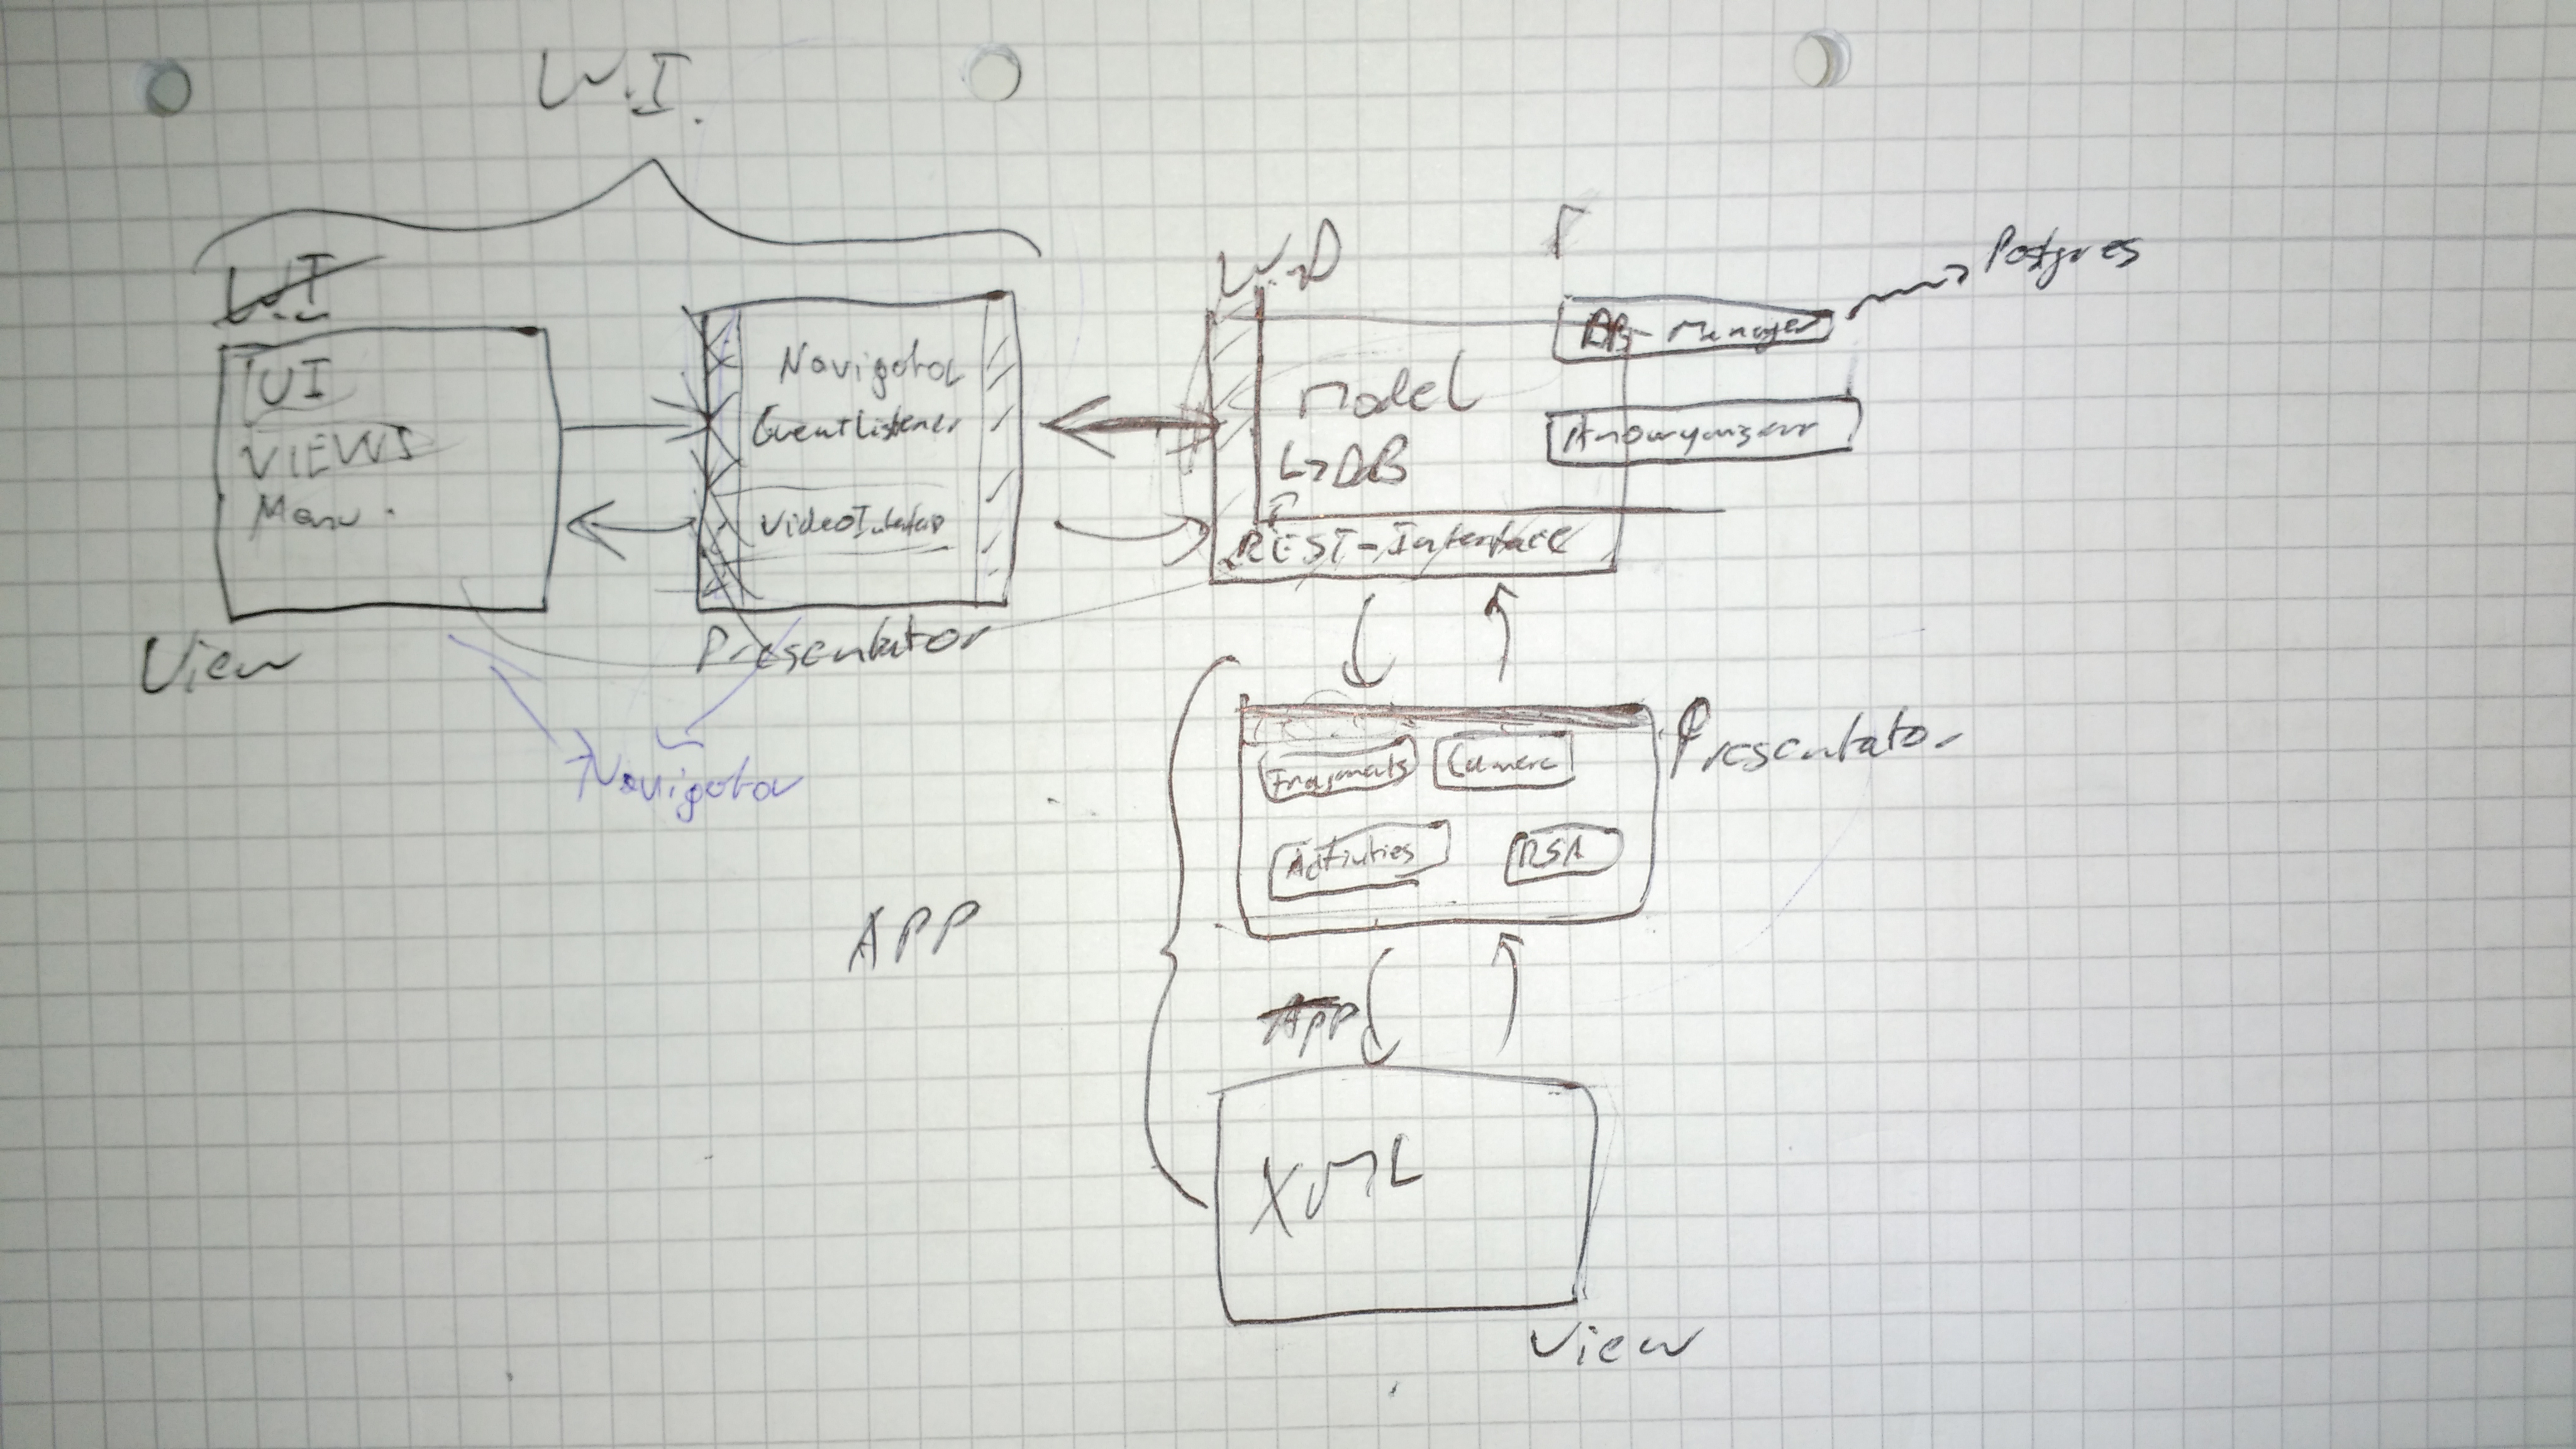 W.I.
W.I
UI
VIEWS
Menu.
View
Navigator
EventListener
Presentator
Navigator
W.D
Model
↳DB
REST-Interface
DB-Manager
Postgres
Anonymizer
Fragments
Camera
Activities
RSA
Presentator
APP
App
XML
View